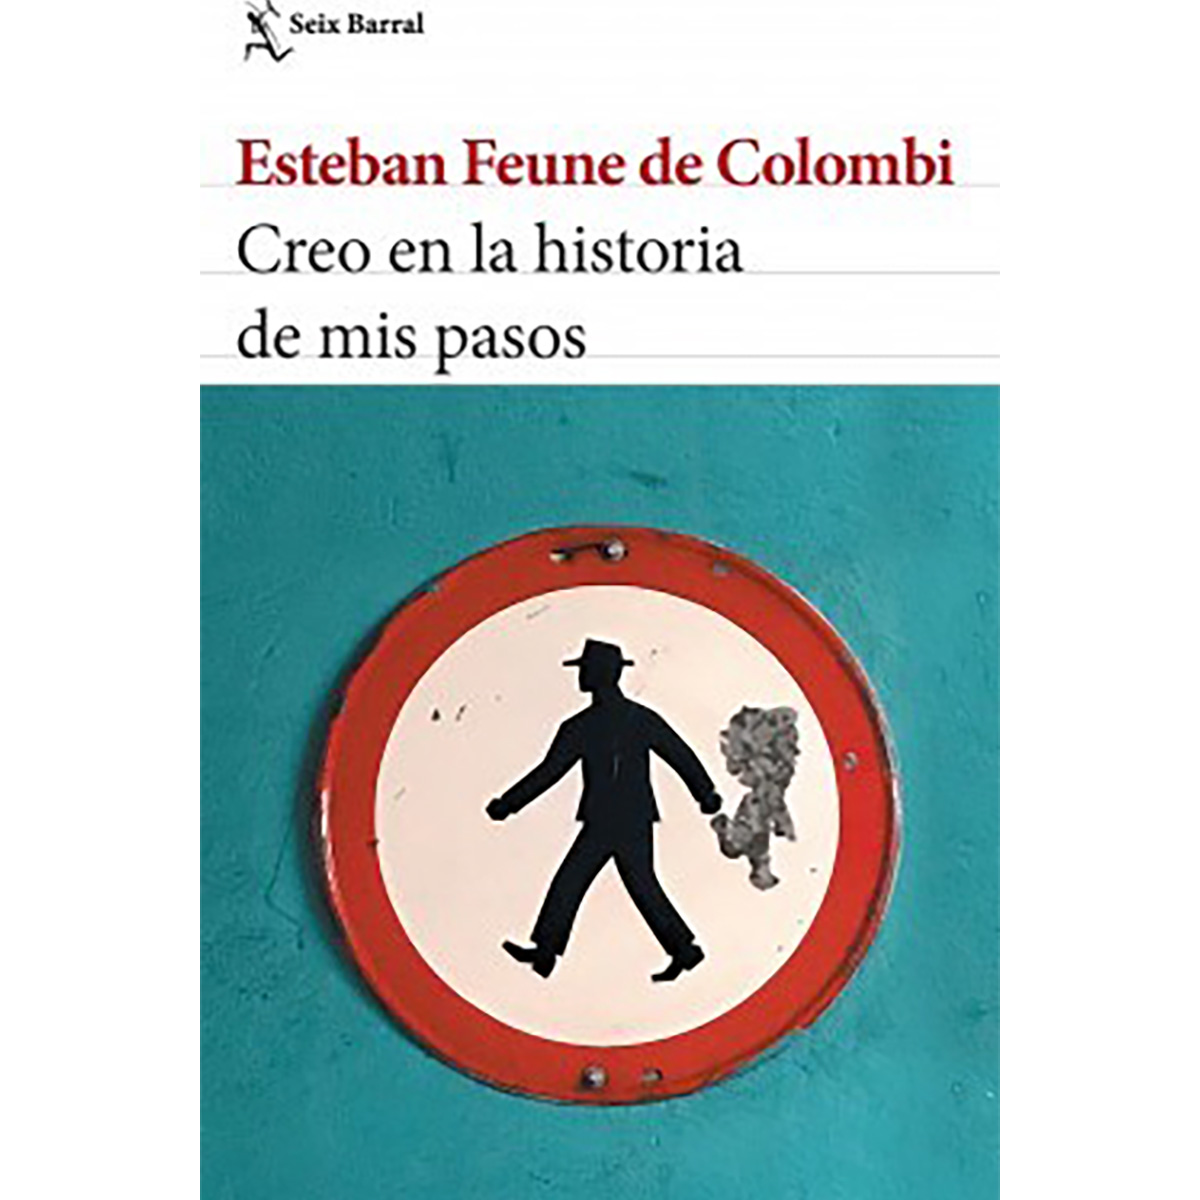 Seix Barral
Esteban Feune de Colombi
Creo en la historia
de mis pasos